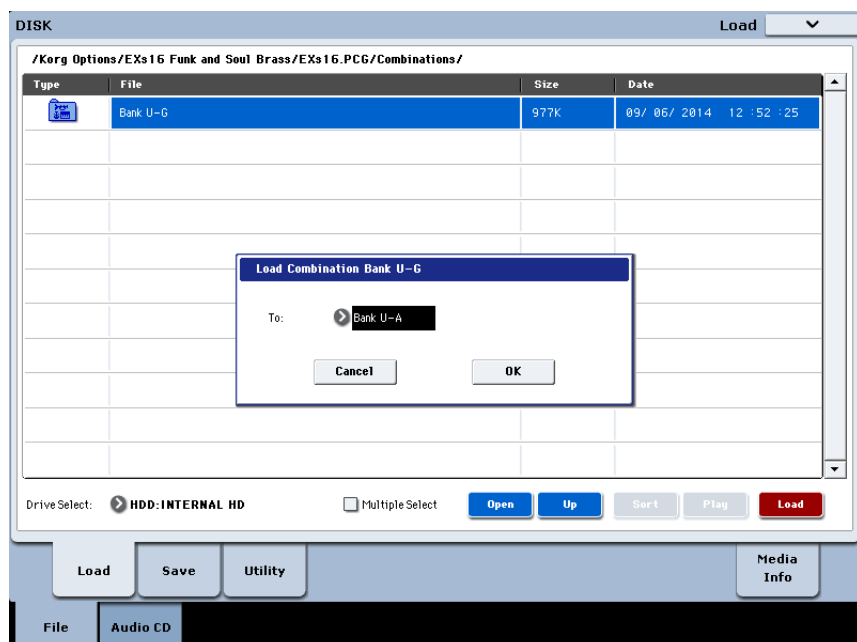 DISK
Load
/Korg Options/EXs16 Funk and Soul Brass/EXs16.PCG/Combinations/
Type File Size Date
Bank U-G 977K 09/ 06/ 2014 12 :52 :25
Load Combination Bank U-G
To: Bank U-A
Cancel OK
Drive Select: HDD:INTERNAL HD Multiple Select Open Up Sort Play Load
Load Save Utility Media Info
File Audio CD